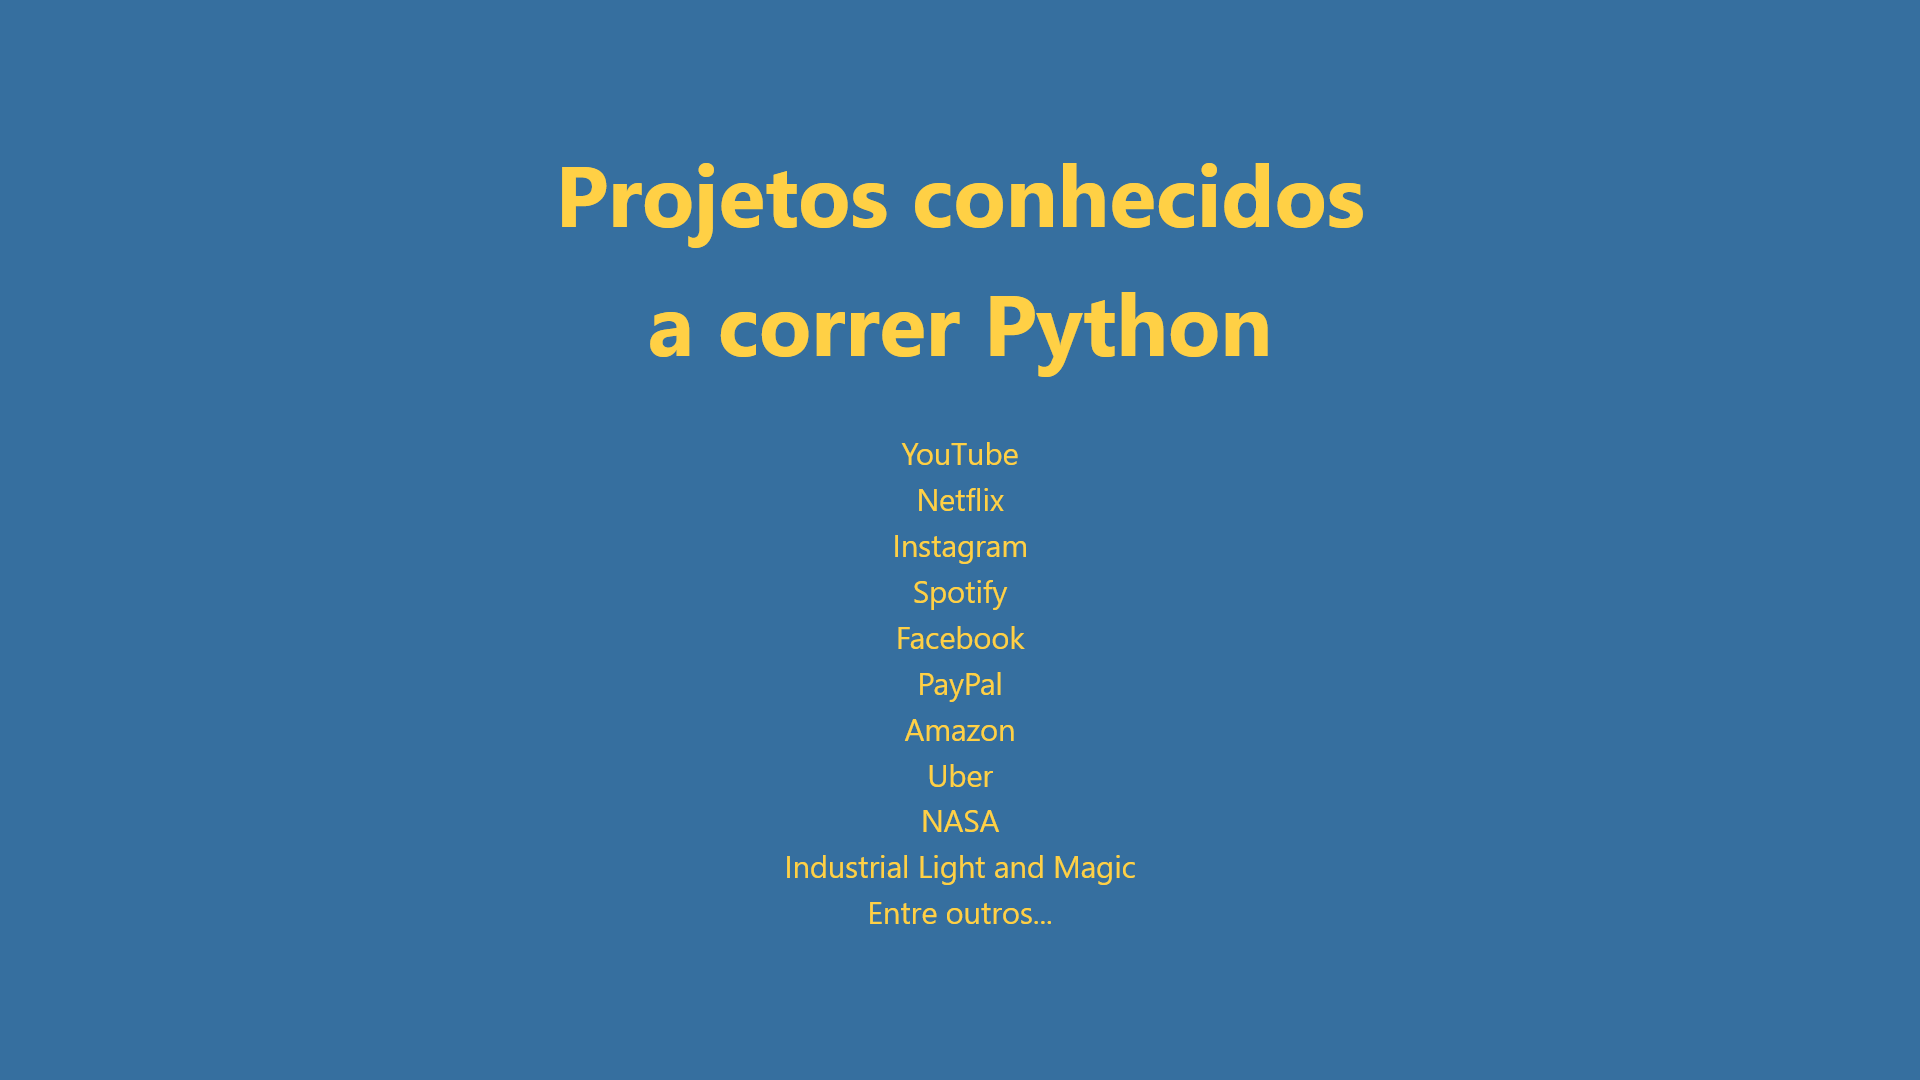 Projetos conhecidos
a correr Python
YouTube
Netflix
Instagram
Spotify
Facebook
PayPal
Amazon
Uber
NASA
Industrial Light and Magic
Entre outros...